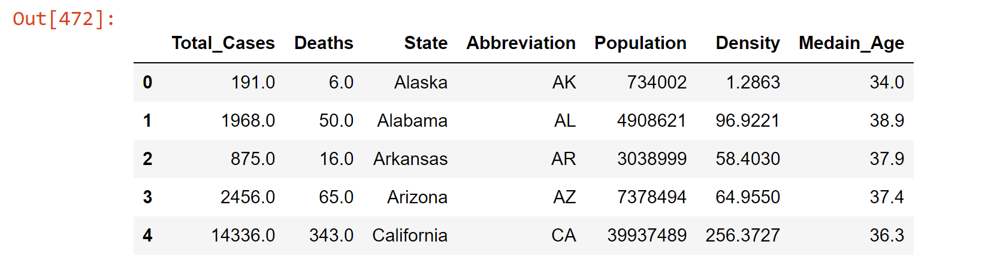 Out[472]:
Total_Cases Deaths State Abbreviation Population Density Medain_Age
0 191.0 6.0 Alaska AK 734002 1.2863 34.0
1 1968.0 50.0 Alabama AL 4908621 96.9221 38.9
2 875.0 16.0 Arkansas AR 3038999 58.4030 37.9
3 2456.0 65.0 Arizona AZ 7378494 64.9550 37.4
4 14336.0 343.0 California CA 39937489 256.3727 36.3